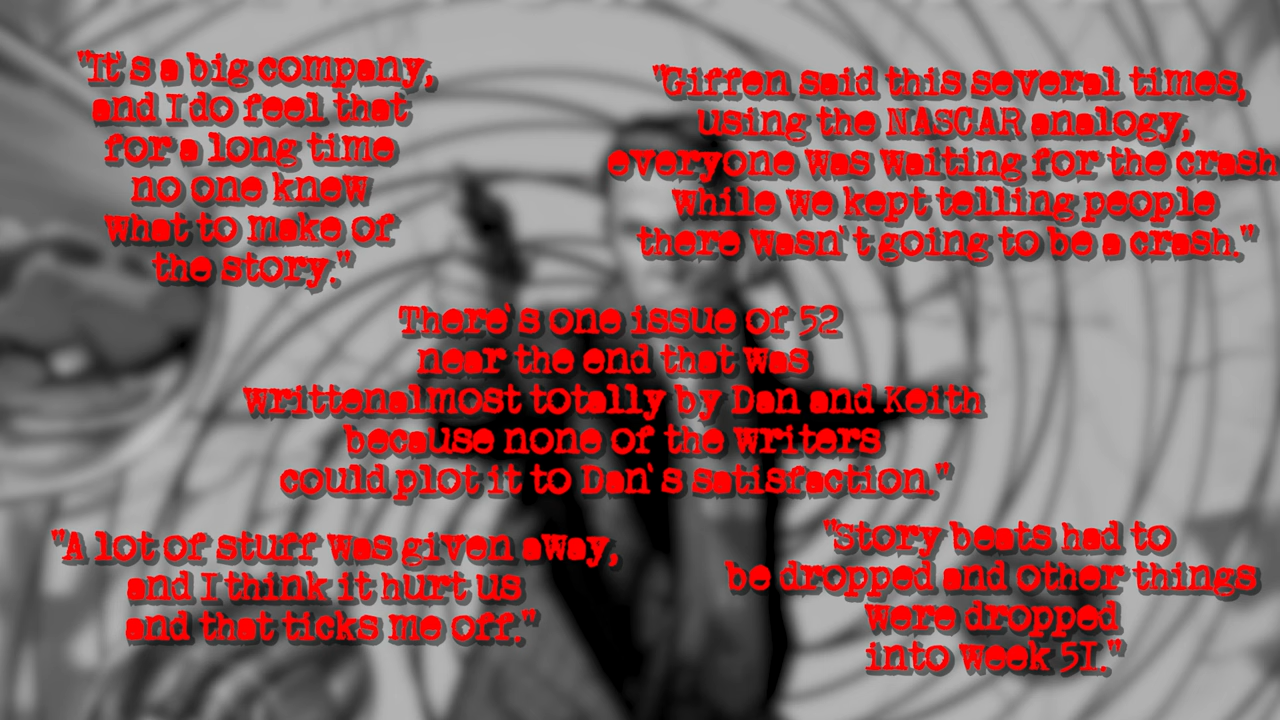 "It's a big company,
and I do feel that
for a long time
no one knew
what to make of
the story."
"Giffen said this several times,
using the NASCAR analogy,
everyone was waiting for the crash
while we kept telling people
there wasn't going to be a crash."
There's one issue of 52
near the end that was
writtenalmost totally by Dan and Keith
because none of the writers
could plot it to Dan's satisfaction."
"A lot of stuff was given away,
and I think it hurt us
and that ticks me off."
"Story beats had to
be dropped and other things
were dropped
into week 51."